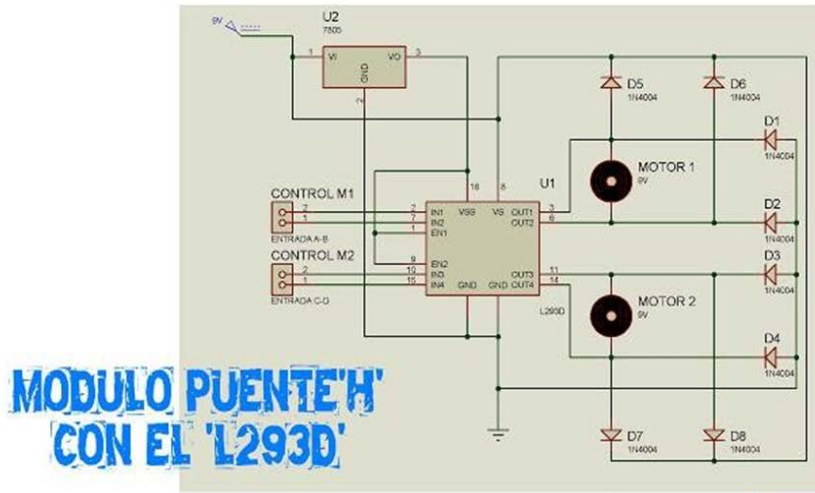 9V
U2
7805
1
VI
VO
3
GND
2
D5
1N4004
D6
1N4004
D1
1N4004
CONTROL M1
2
1
ENTRADA A-B
CONTROL M2
2
1
ENTRADA C-D
U1
16
8
2
IN1
VSS
VS
OUT1
3
7
IN2
OUT2
6
1
EN1
9
EN2
10
IN3
OUT3
11
15
IN4
GND
GND
OUT4
14
L293D
MOTOR 1
9V
D2
1N4004
D3
1N4004
MOTOR 2
9V
D4
1N4004
D7
1N4004
D8
1N4004
MODULO PUENTE'H'
CON EL 'L293D'